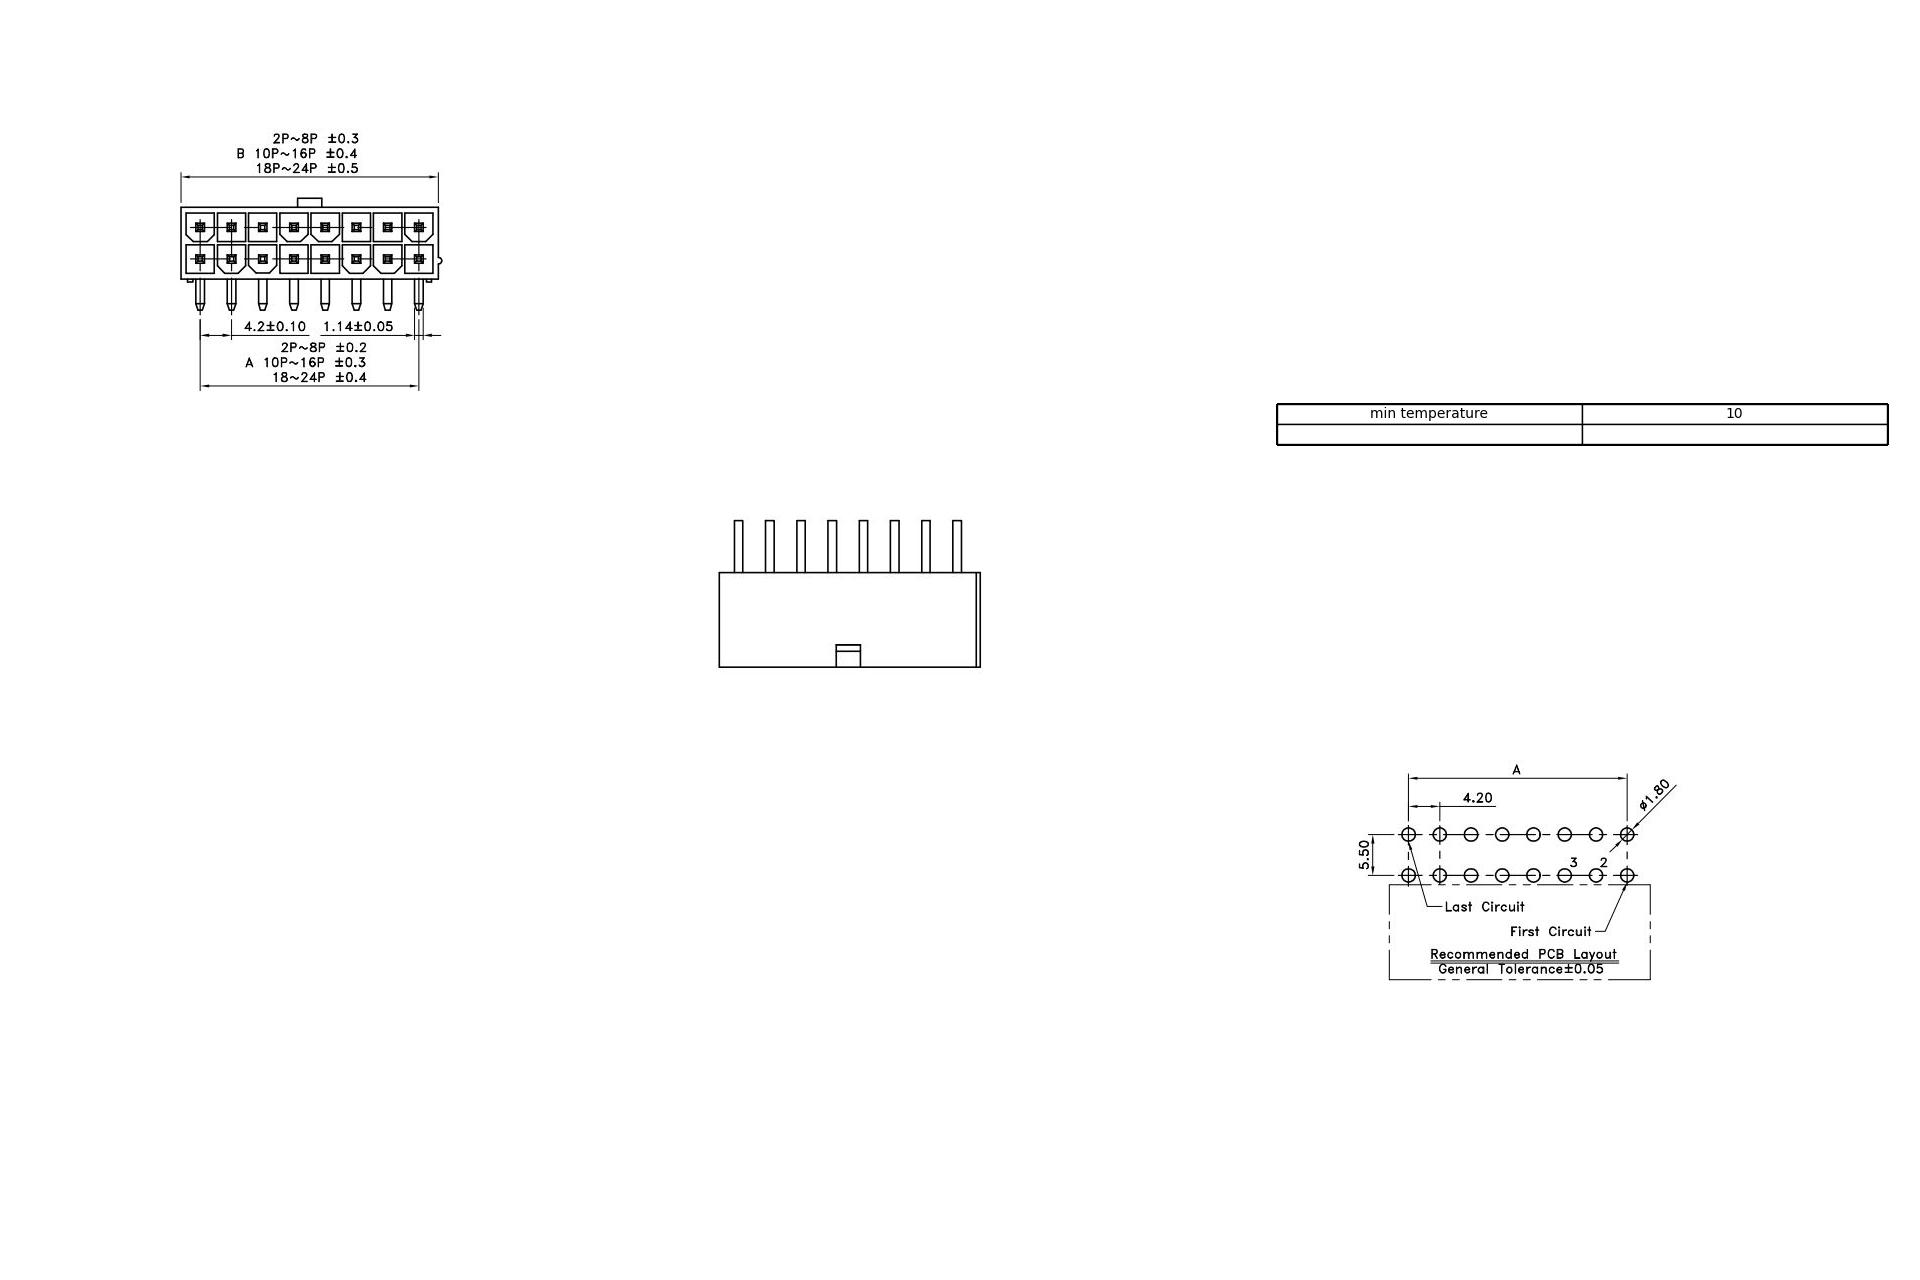 2P~8P ±0.3
B 10P~16P ±0.4
18P~24P ±0.5
4.2±0.10 1.14±0.05
2P~8P ±0.2
A 10P~16P ±0.3
18~24P ±0.4
min temperature 10
A
4.20
ø1.80
5.50
3 2
Last Circuit
First Circuit
Recommended PCB Layout
General Tolerance±0.05